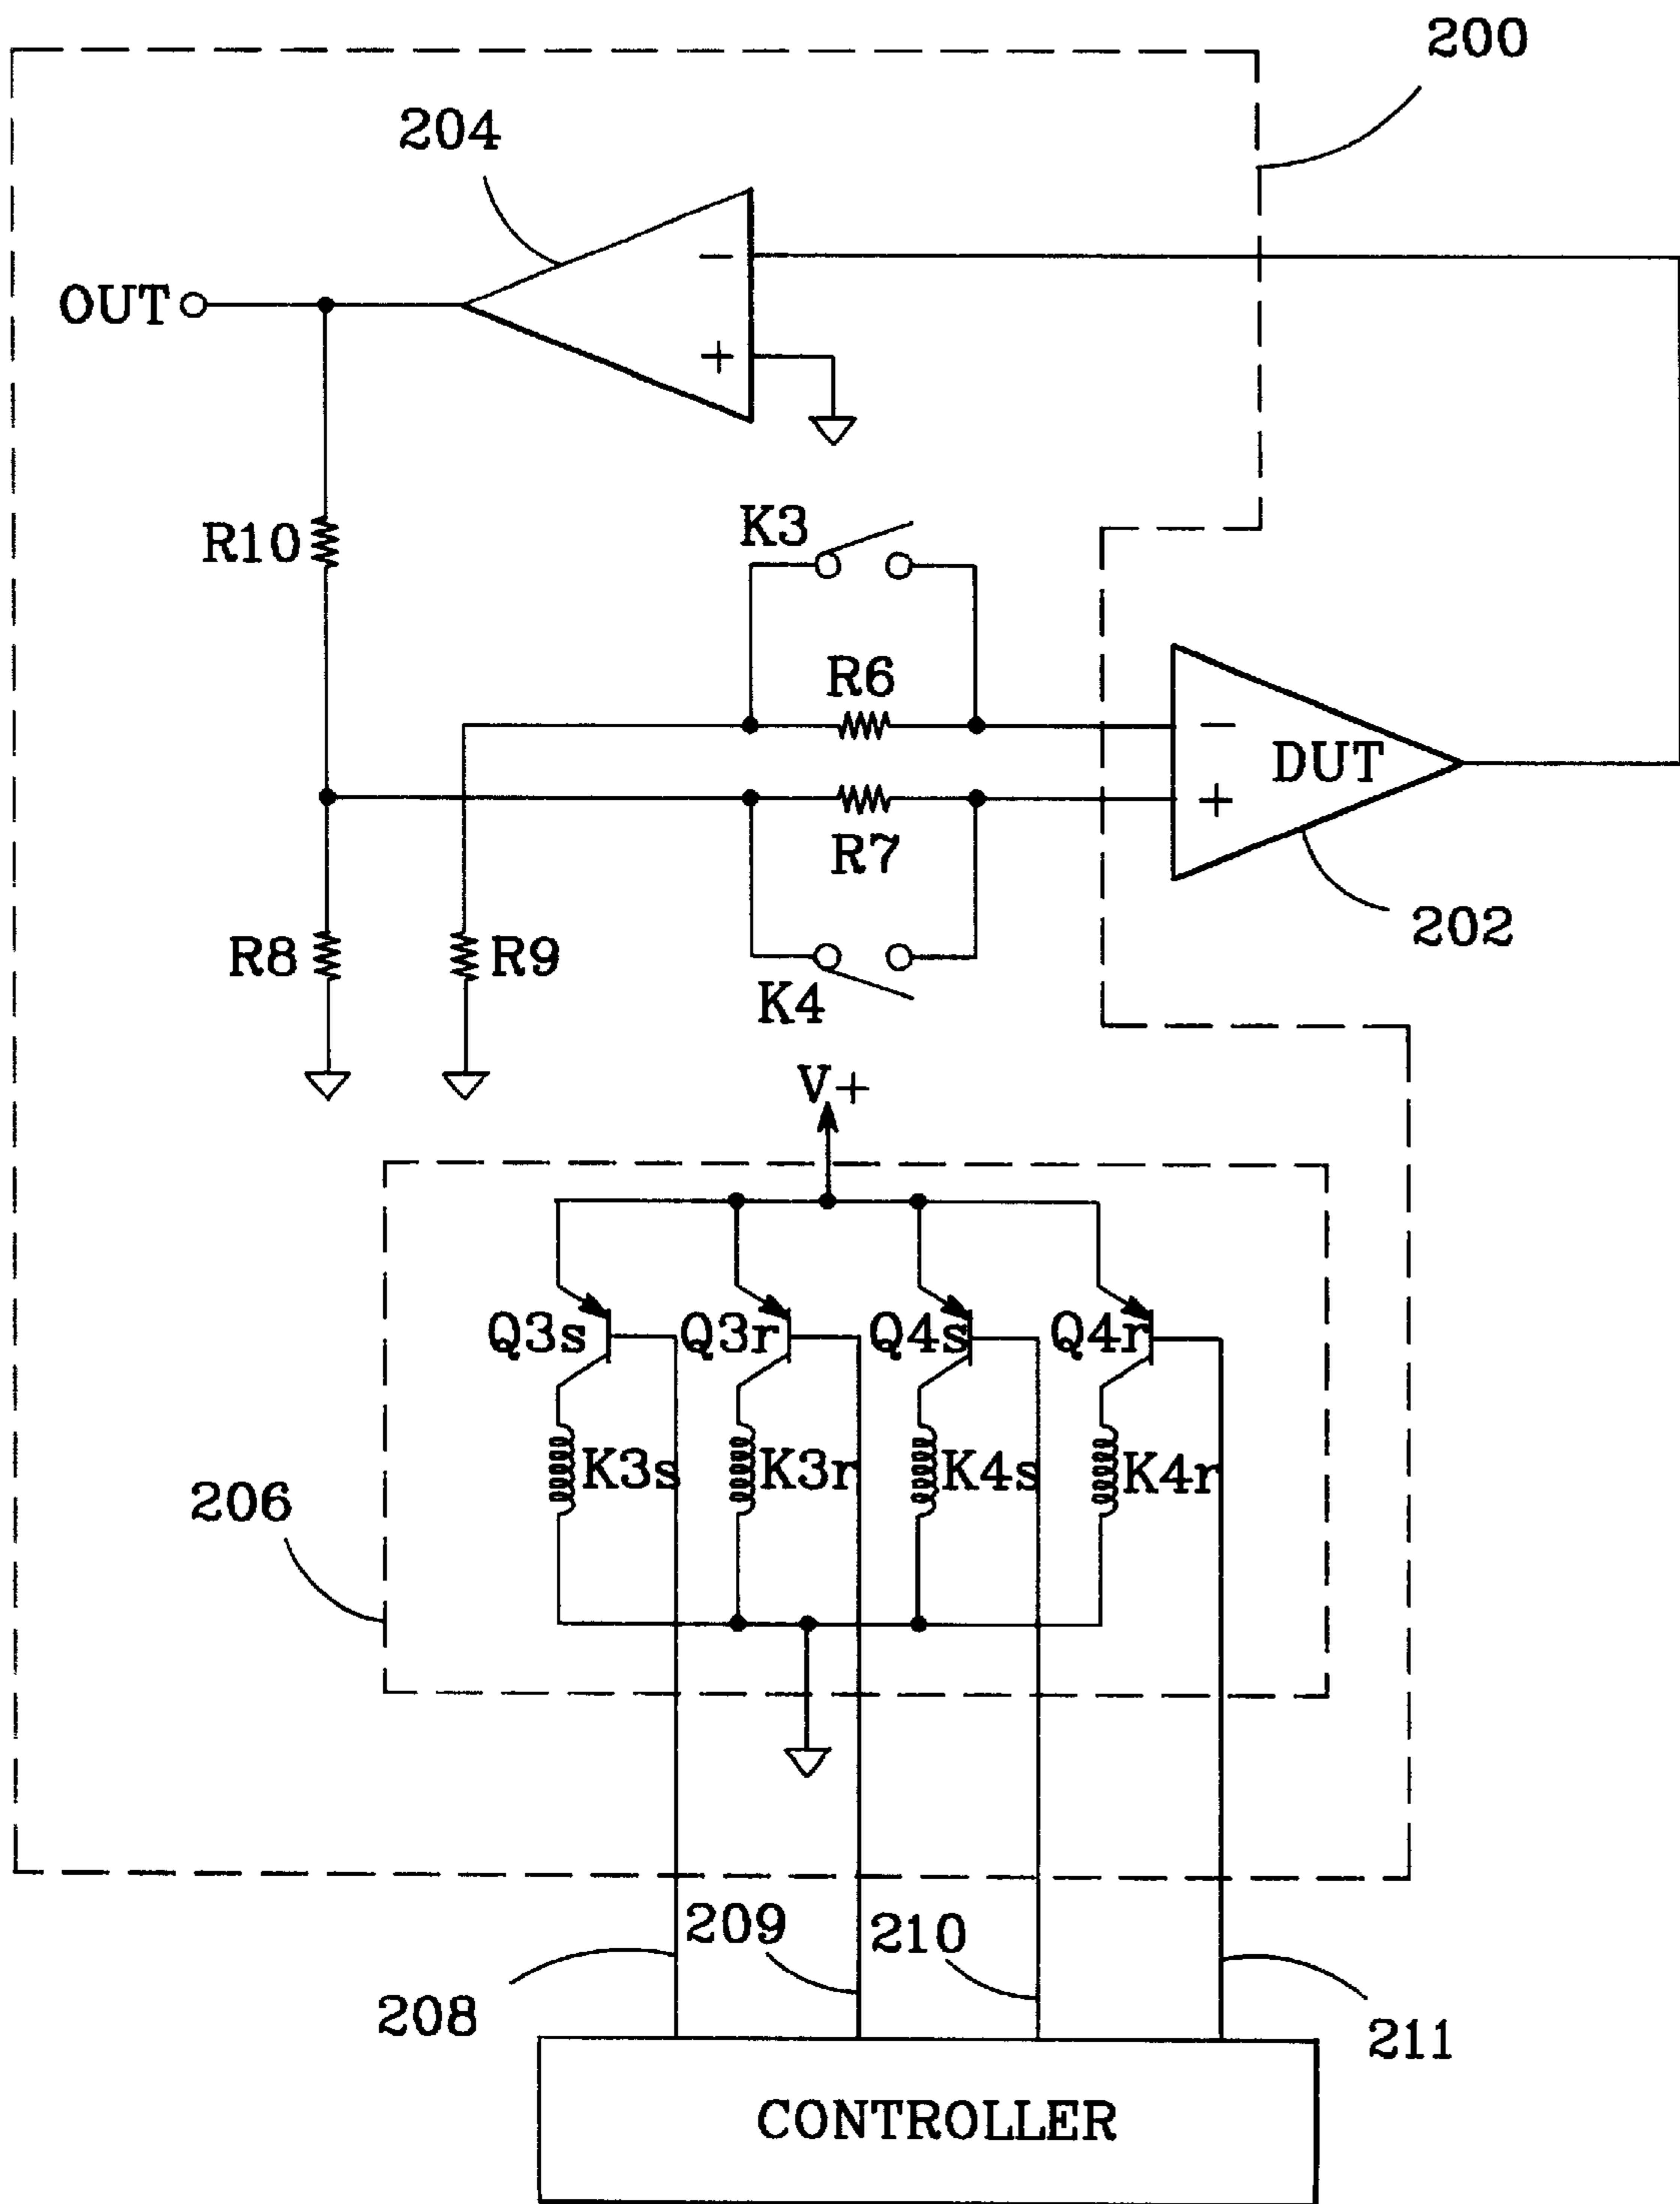 200
204
−
OUT
+
K3
R10
R6
−
DUT
+
R7
202
R8
R9
K4
V+
Q3s
Q3r
Q4s
Q4r
K3s
K3r
K4s
K4r
206
209
210
208
211
CONTROLLER